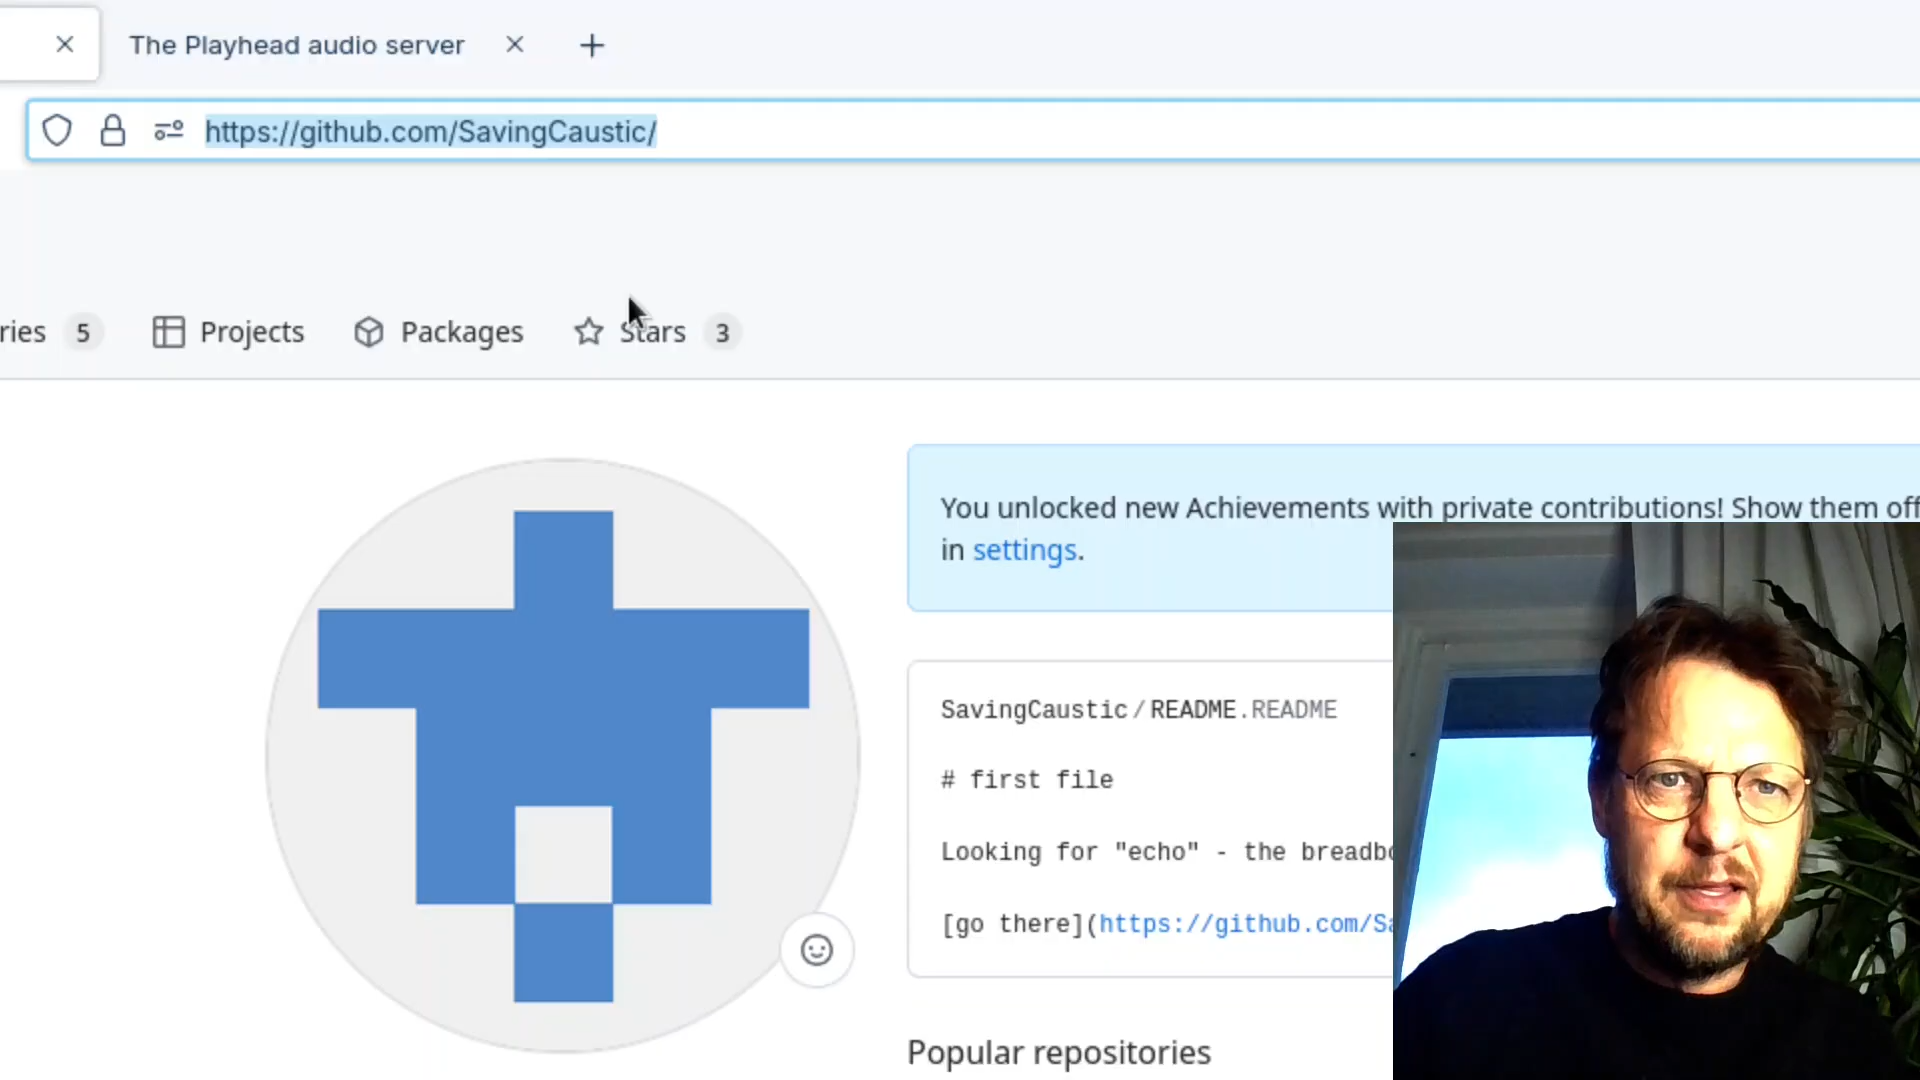 The Playhead audio server
https://github.com/SavingCaustic/
ries 5 Projects Packages Stars 3
You unlocked new Achievements with private contributions! Show them off
in settings.
SavingCaustic/README.README
# first file
Looking for "echo" - the
[go there](https://github.com/
Popular repositories